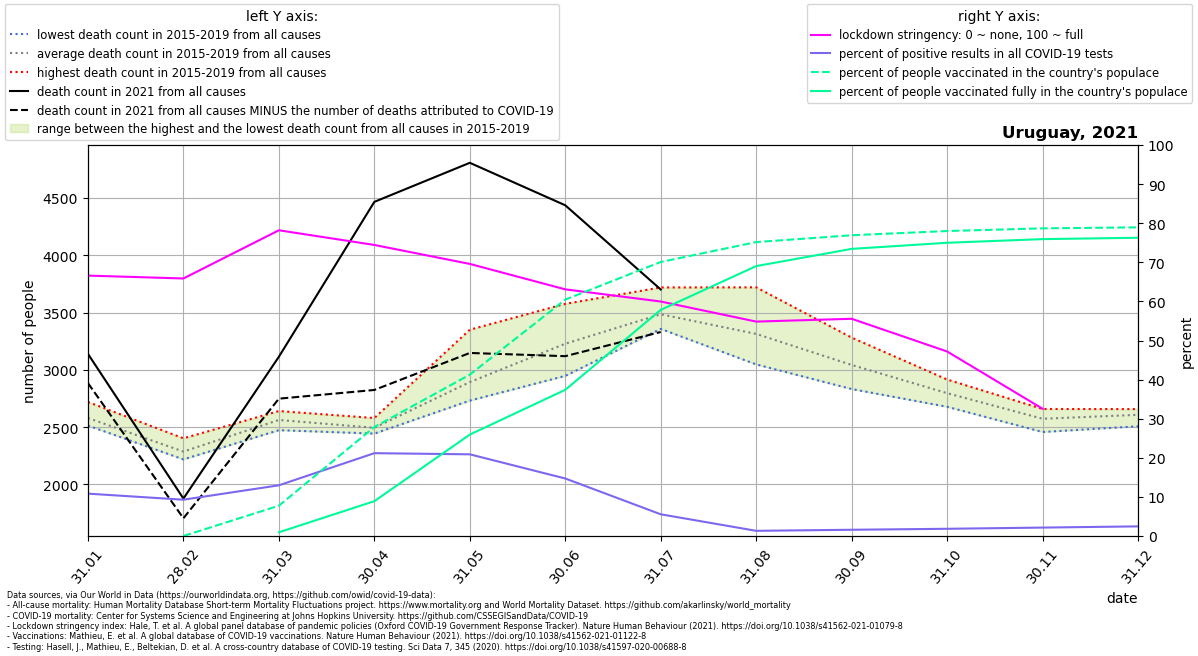 left Y axis:
lowest death count in 2015-2019 from all causes
average death count in 2015-2019 from all causes
highest death count in 2015-2019 from all causes
death count in 2021 from all causes
death count in 2021 from all causes MINUS the number of deaths attributed to COVID-19
range between the highest and the lowest death count from all causes in 2015-2019
right Y axis:
lockdown stringency: 0 ~ none, 100 ~ full
percent of positive results in all COVID-19 tests
percent of people vaccinated in the country's populace
percent of people vaccinated fully in the country's populace
Uruguay, 2021
number of people
4500
4000
3500
3000
2500
2000
100
90
80
70
60
50
40
30
20
10
0
percent
31.01
28.02
31.03
30.04
31.05
30.06
31.07
31.08
30.09
31.10
30.11
31.12
date
Data sources, via Our World in Data (https://ourworldindata.org, https://github.com/owid/covid-19-data):
- All-cause mortality: Human Mortality Database Short-term Mortality Fluctuations project. https://www.mortality.org and World Mortality Dataset. https://github.com/akarlinsky/world_mortality
- COVID-19 mortality: Center for Systems Science and Engineering at Johns Hopkins University. https://github.com/CSSEGISandData/COVID-19
- Lockdown stringency index: Hale, T. et al. A global panel database of pandemic policies (Oxford COVID-19 Government Response Tracker). Nature Human Behaviour (2021). https://doi.org/10.1038/s41562-021-01079-8
- Vaccinations: Mathieu, E. et al. A global database of COVID-19 vaccinations. Nature Human Behaviour (2021). https://doi.org/10.1038/s41562-021-01122-8
- Testing: Hasell, J., Mathieu, E., Beltekian, D. et al. A cross-country database of COVID-19 testing. Sci Data 7, 345 (2020). https://doi.org/10.1038/s41597-020-00688-8